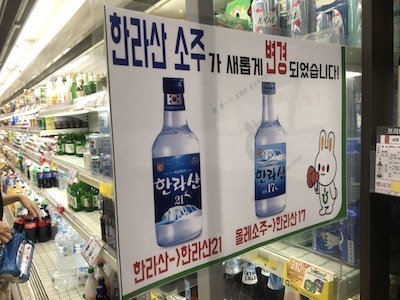 한라산 소주가 새롭게 변경 되었습니다!
한라산
21
한라산
17
한라산->한라산21
올레소주->한라산17